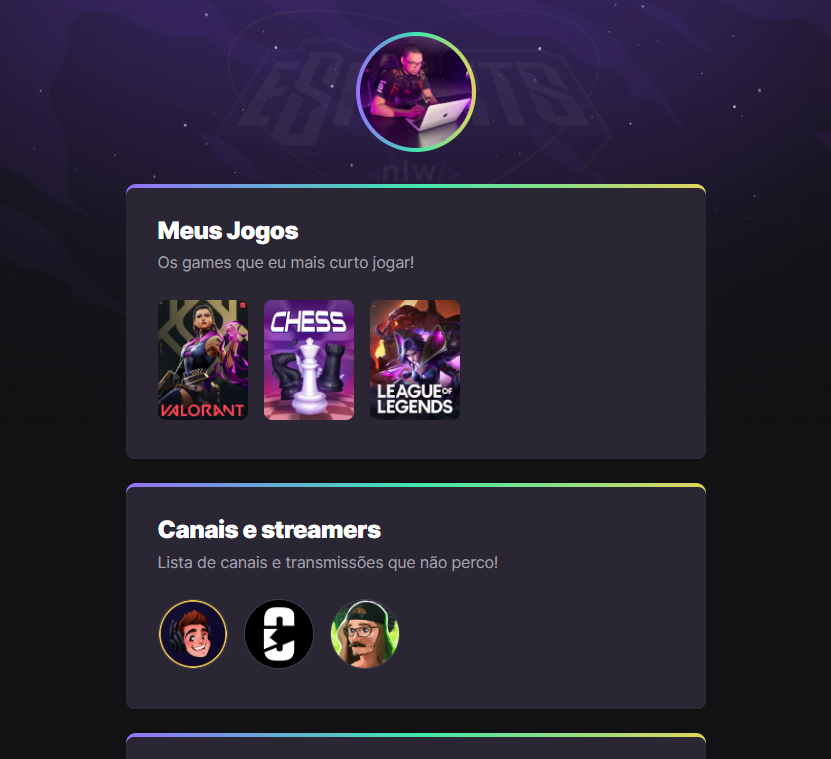 ESPORTS
<nlw/>
Meus Jogos
Os games que eu mais curto jogar!
VALORANT
CHESS
LEAGUE OF
LEGENDS
Canais e streamers
Lista de canais e transmissões que não perco!